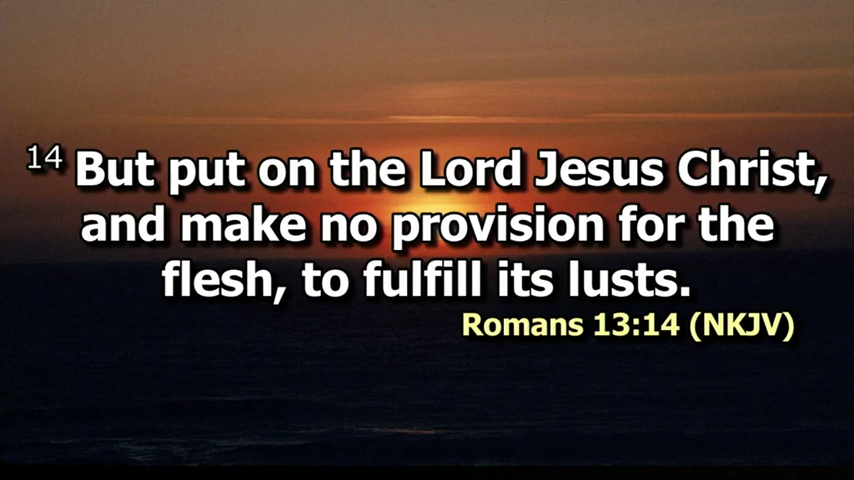 14 But put on the Lord Jesus Christ,
and make no provision for the
flesh, to fulfill its lusts.
Romans 13:14 (NKJV)